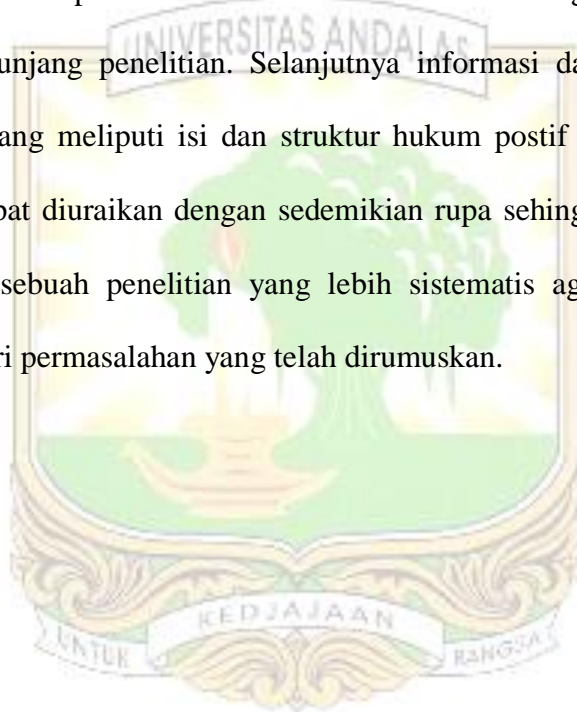 UNIVERSITAS ANDALAS
unjang penelitian. Selanjutnya informasi da
ang meliputi isi dan struktur hukum postif
pat diuraikan dengan sedemikian rupa sehing
sebuah penelitian yang lebih sistematis ag
ri permasalahan yang telah dirumuskan.
KEDJAJAAN
UNTUK BANGSA